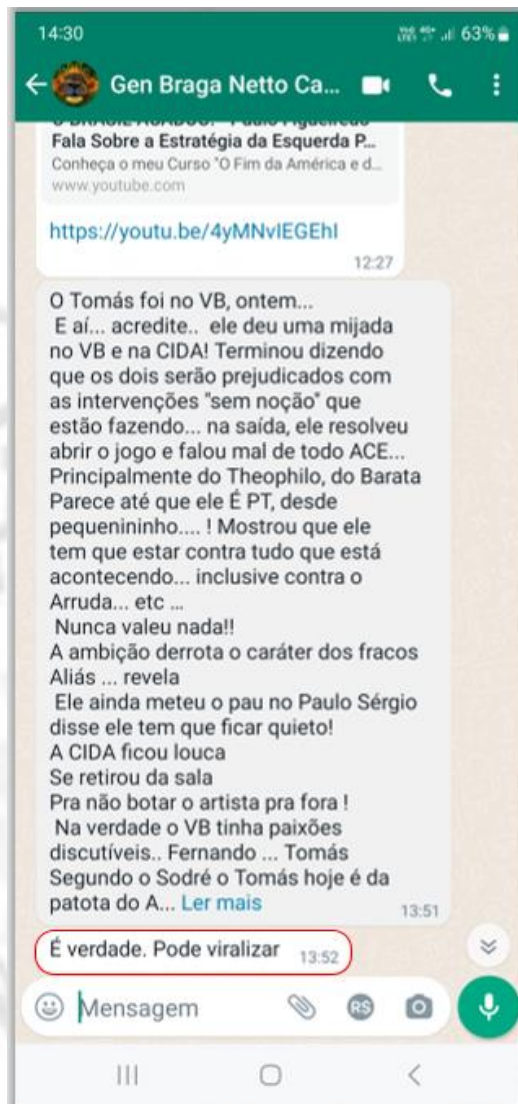 14:30
63%
Gen Braga Netto Ca...
Fala Sobre a Estratégia da Esquerda P...
Conheça o meu Curso "O Fim da América e d...
www.youtube.com
https://youtu.be/4yMNvIEGEhI
12:27
O Tomás foi no VB, ontem...
E aí... acredite.. ele deu uma mijada
no VB e na CIDA! Terminou dizendo
que os dois serão prejudicados com
as intervenções "sem noção" que
estão fazendo... na saída, ele resolveu
abrir o jogo e falou mal de todo ACE...
Principalmente do Theophilo, do Barata
Parece até que ele É PT, desde
pequenininho.... ! Mostrou que ele
tem que estar contra tudo que está
acontecendo... inclusive contra o
Arruda... etc ...
Nunca valeu nada!!
A ambição derrota o caráter dos fracos
Aliás ... revela
Ele ainda meteu o pau no Paulo Sérgio
disse ele tem que ficar quieto!
A CIDA ficou louca
Se retirou da sala
Pra não botar o artista pra fora !
Na verdade o VB tinha paixões
discutíveis.. Fernando ... Tomás
Segundo o Sodré o Tomás hoje é da
patota do A... Ler mais
13:51
É verdade. Pode viralizar
13:52
Mensagem
RS